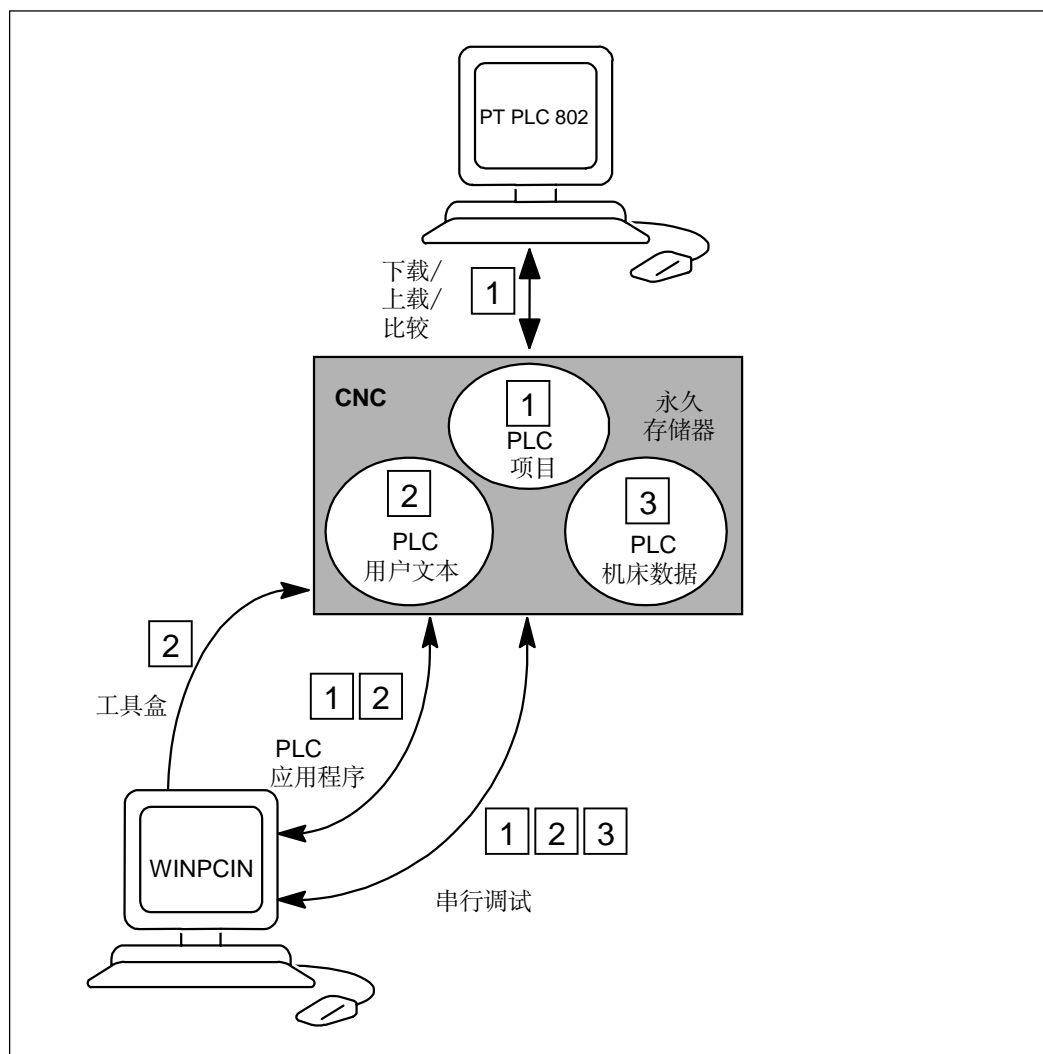 PT PLC 802
下载/
上载/
比较
1
CNC
1
PLC
项目
永久
存储器
2
PLC
用户文本
3
PLC
机床数据
2
工具盒
1 2
PLC
应用程序
1 2 3
串行调试
WINPCIN